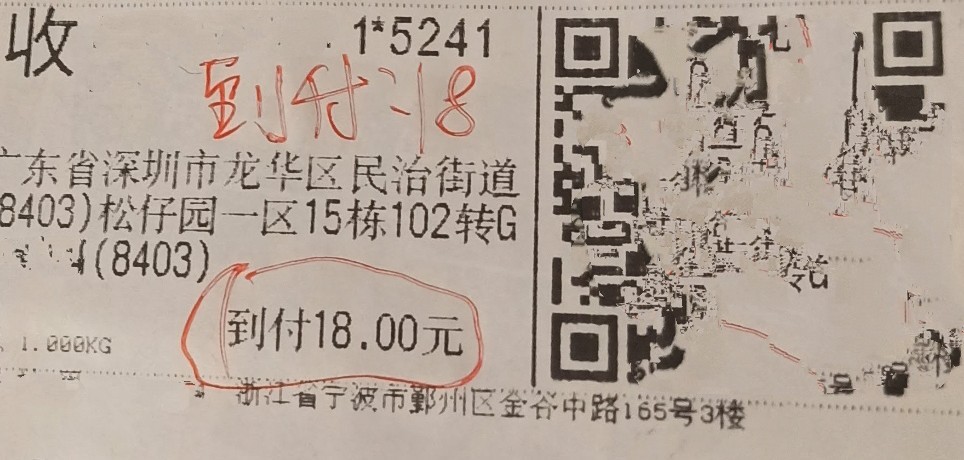 收
1*5241
到付:18
广东省深圳市龙华区民治街道
8403)松仔园一区15栋102转G
(8403)
到付18.00元
1.000KG
浙江省宁波市鄞州区金谷中路165号3楼